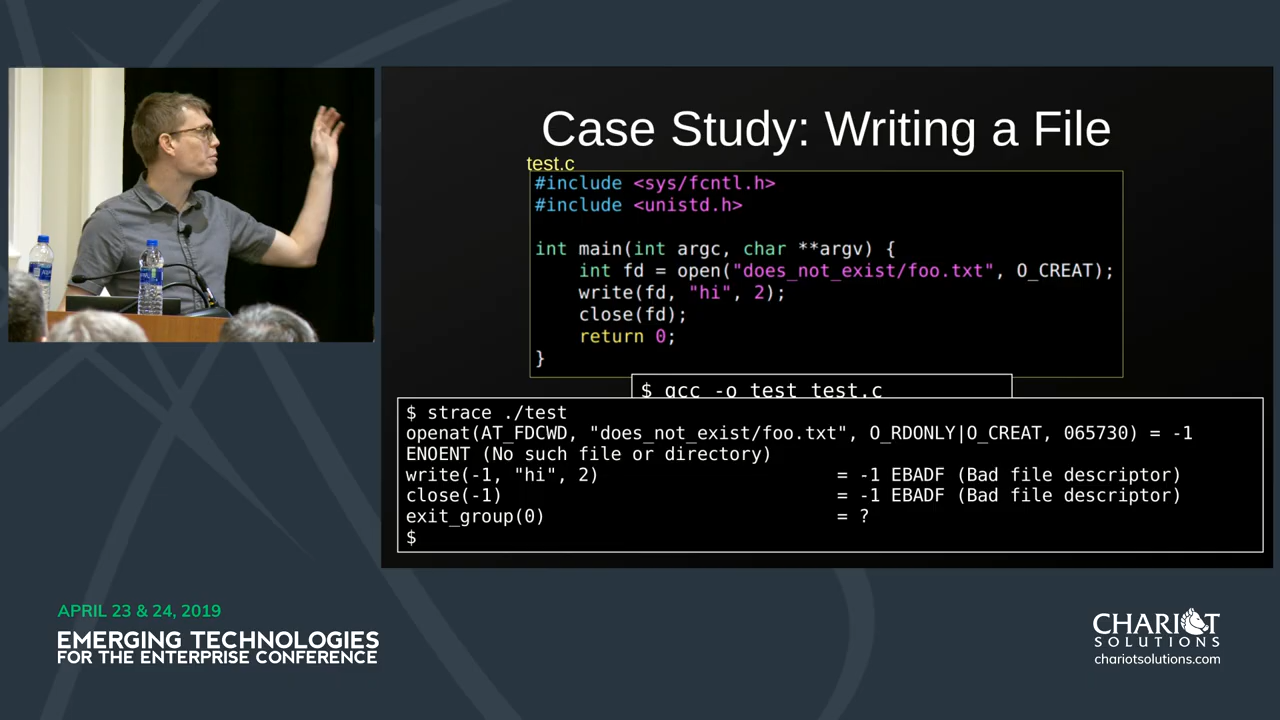 Case Study: Writing a File
test.c
#include <sys/fcntl.h>
#include <unistd.h>
int main(int argc, char **argv) {
int fd = open("does_not_exist/foo.txt", O_CREAT);
write(fd, "hi", 2);
close(fd);
return 0;
}
$ gcc -o test test.c
$ strace ./test
openat(AT_FDCWD, "does_not_exist/foo.txt", O_RDONLY|O_CREAT, 065730) = -1
ENOENT (No such file or directory)
write(-1, "hi", 2) = -1 EBADF (Bad file descriptor)
close(-1) = -1 EBADF (Bad file descriptor)
exit_group(0) = ?
$
APRIL 23 & 24, 2019
EMERGING TECHNOLOGIES
FOR THE ENTERPRISE CONFERENCE
CHARIOT
SOLUTIONS
chariotsolutions.com